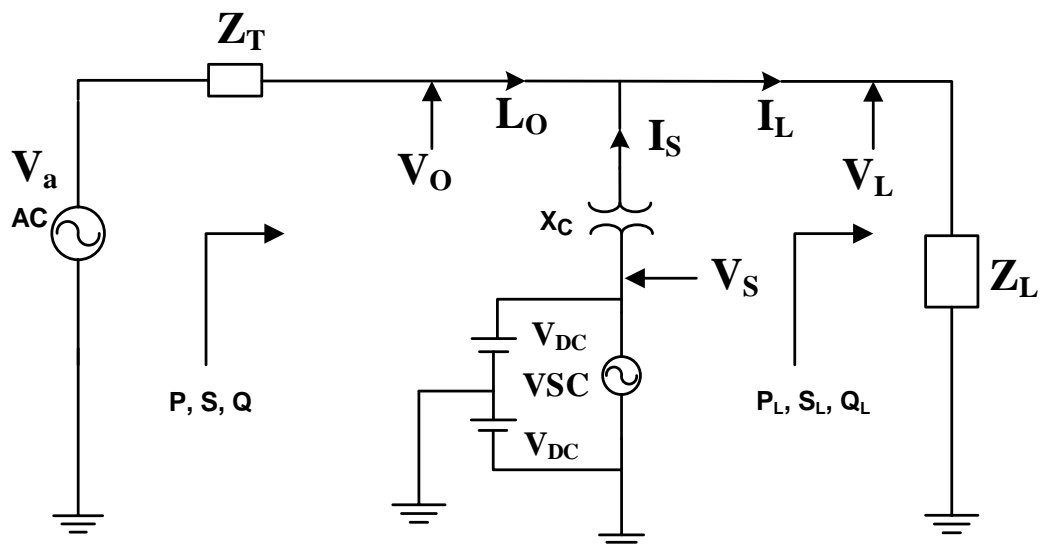 Z_T
L_O
I_L
I_S
V_a
V_O
V_L
AC
X_C
V_S
Z_L
V_DC
VSC
P, S, Q
P_L, S_L, Q_L
V_DC